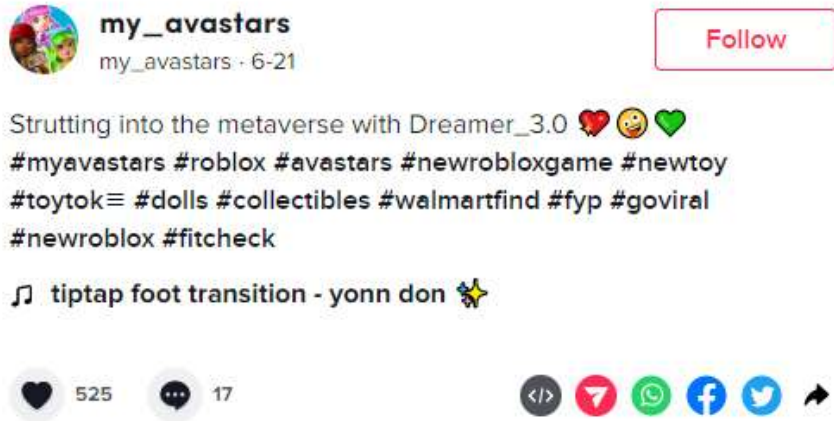 my_avastars
my_avastars · 6-21
Follow
Strutting into the metaverse with Dreamer_3.0 ❤️🤪💚
#myavastars #roblox #avastars #newrobloxgame #newtoy
#toytok☰ #dolls #collectibles #walmartfind #fyp #goviral
#newroblox #fitcheck
♫ tiptap foot transition - yonn don ✨
525 17